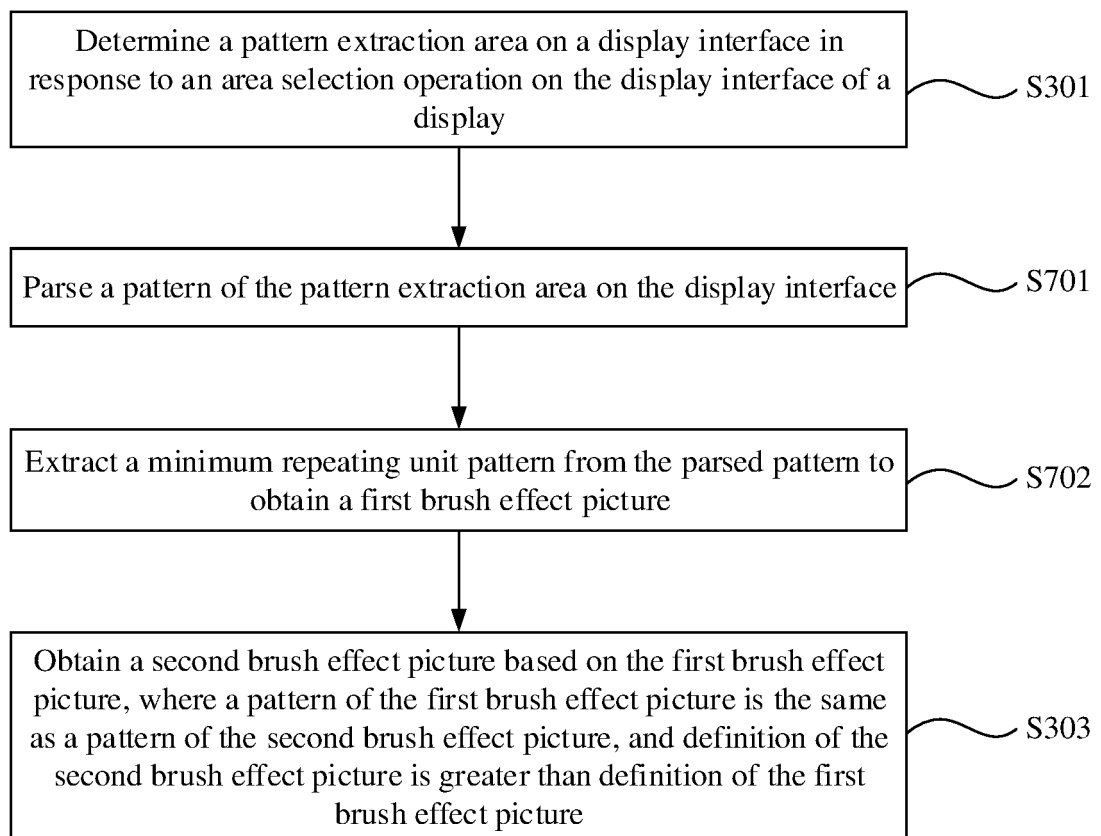 Determine a pattern extraction area on a display interface in
response to an area selection operation on the display interface of a
display
S301
Parse a pattern of the pattern extraction area on the display interface
S701
Extract a minimum repeating unit pattern from the parsed pattern to
obtain a first brush effect picture
S702
Obtain a second brush effect picture based on the first brush effect
picture, where a pattern of the first brush effect picture is the same
as a pattern of the second brush effect picture, and definition of the
second brush effect picture is greater than definition of the first
brush effect picture
S303